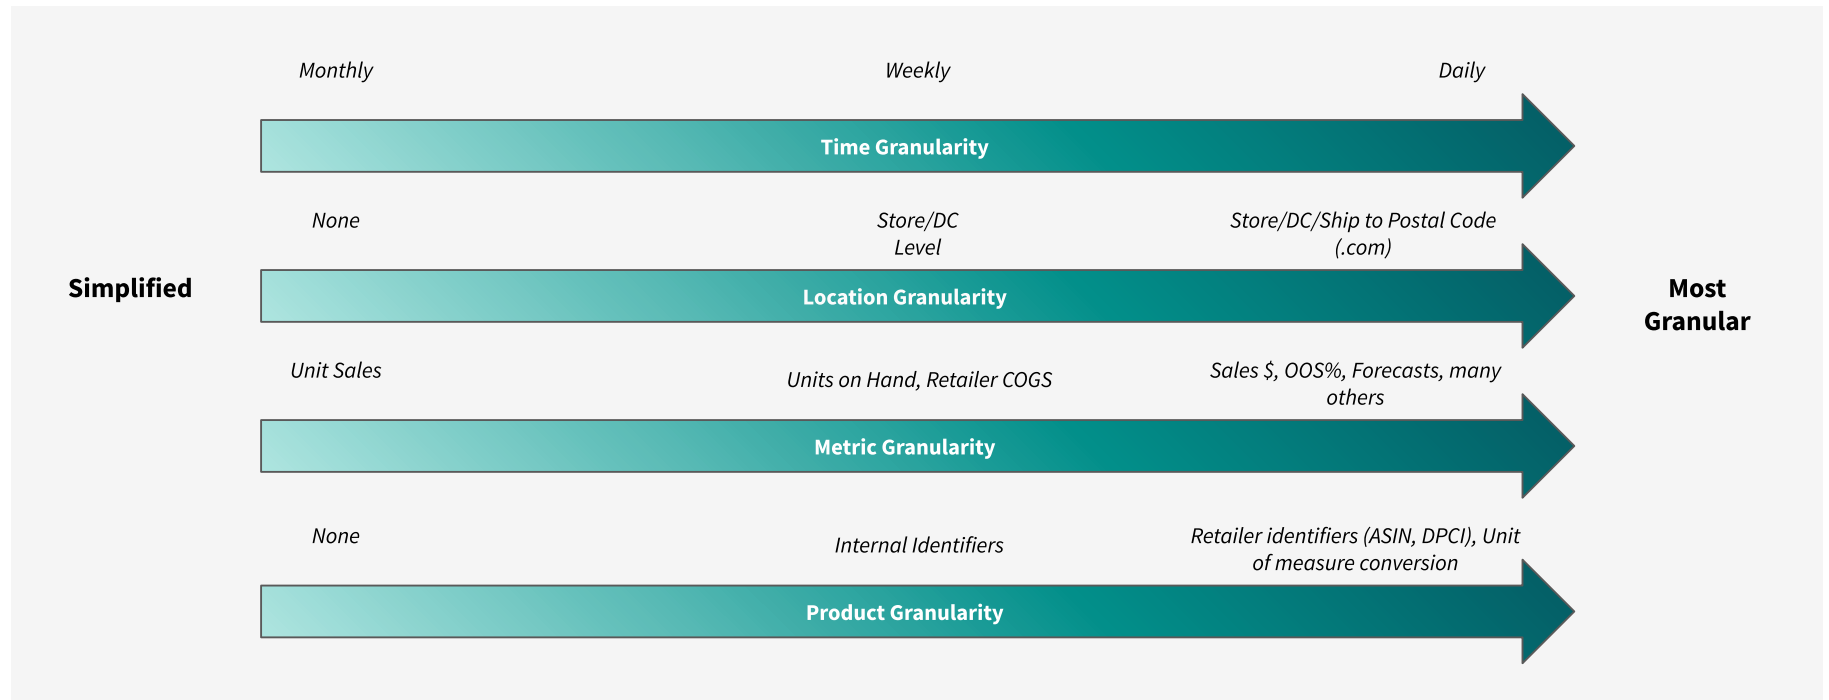 Monthly
Weekly
Daily
Time Granularity
None
Store/DC
Level
Store/DC/Ship to Postal Code
(.com)
Simplified
Location Granularity
Most
Granular
Unit Sales
Units on Hand, Retailer COGS
Sales $, OOS%, Forecasts, many
others
Metric Granularity
None
Internal Identifiers
Retailer identifiers (ASIN, DPCI), Unit
of measure conversion
Product Granularity